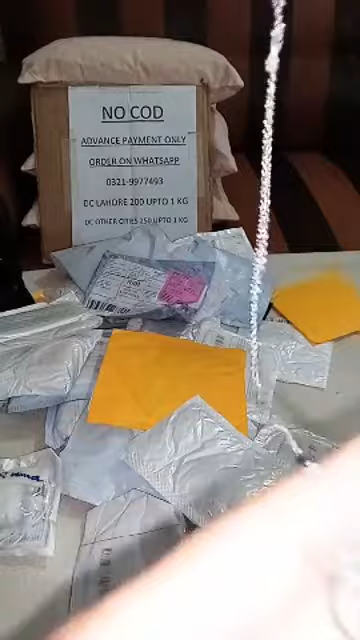 NO COD
ADVANCE PAYMENT ONLY
ORDER ON WHATSAPP
0321-9977493
DC LAHORE 200 UPTO 1 KG
DC OTHER CITIES 250 UPTO 1 KG